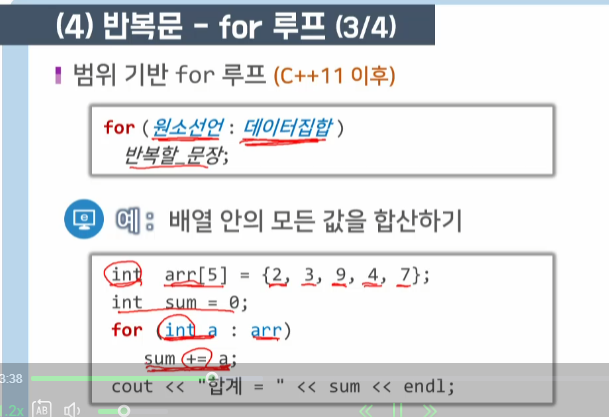 (4) 반복문 - for 루프 (3/4)
범위 기반 for 루프 (C++11 이후)
for ( 원소선언 : 데이터집합 )
반복할_문장;
예: 배열 안의 모든 값을 합산하기
int arr[5] = {2, 3, 9, 4, 7};
int sum = 0;
for (int a : arr)
sum += a;
3:38
cout << "합계 = " << sum << endl;
.2x AB